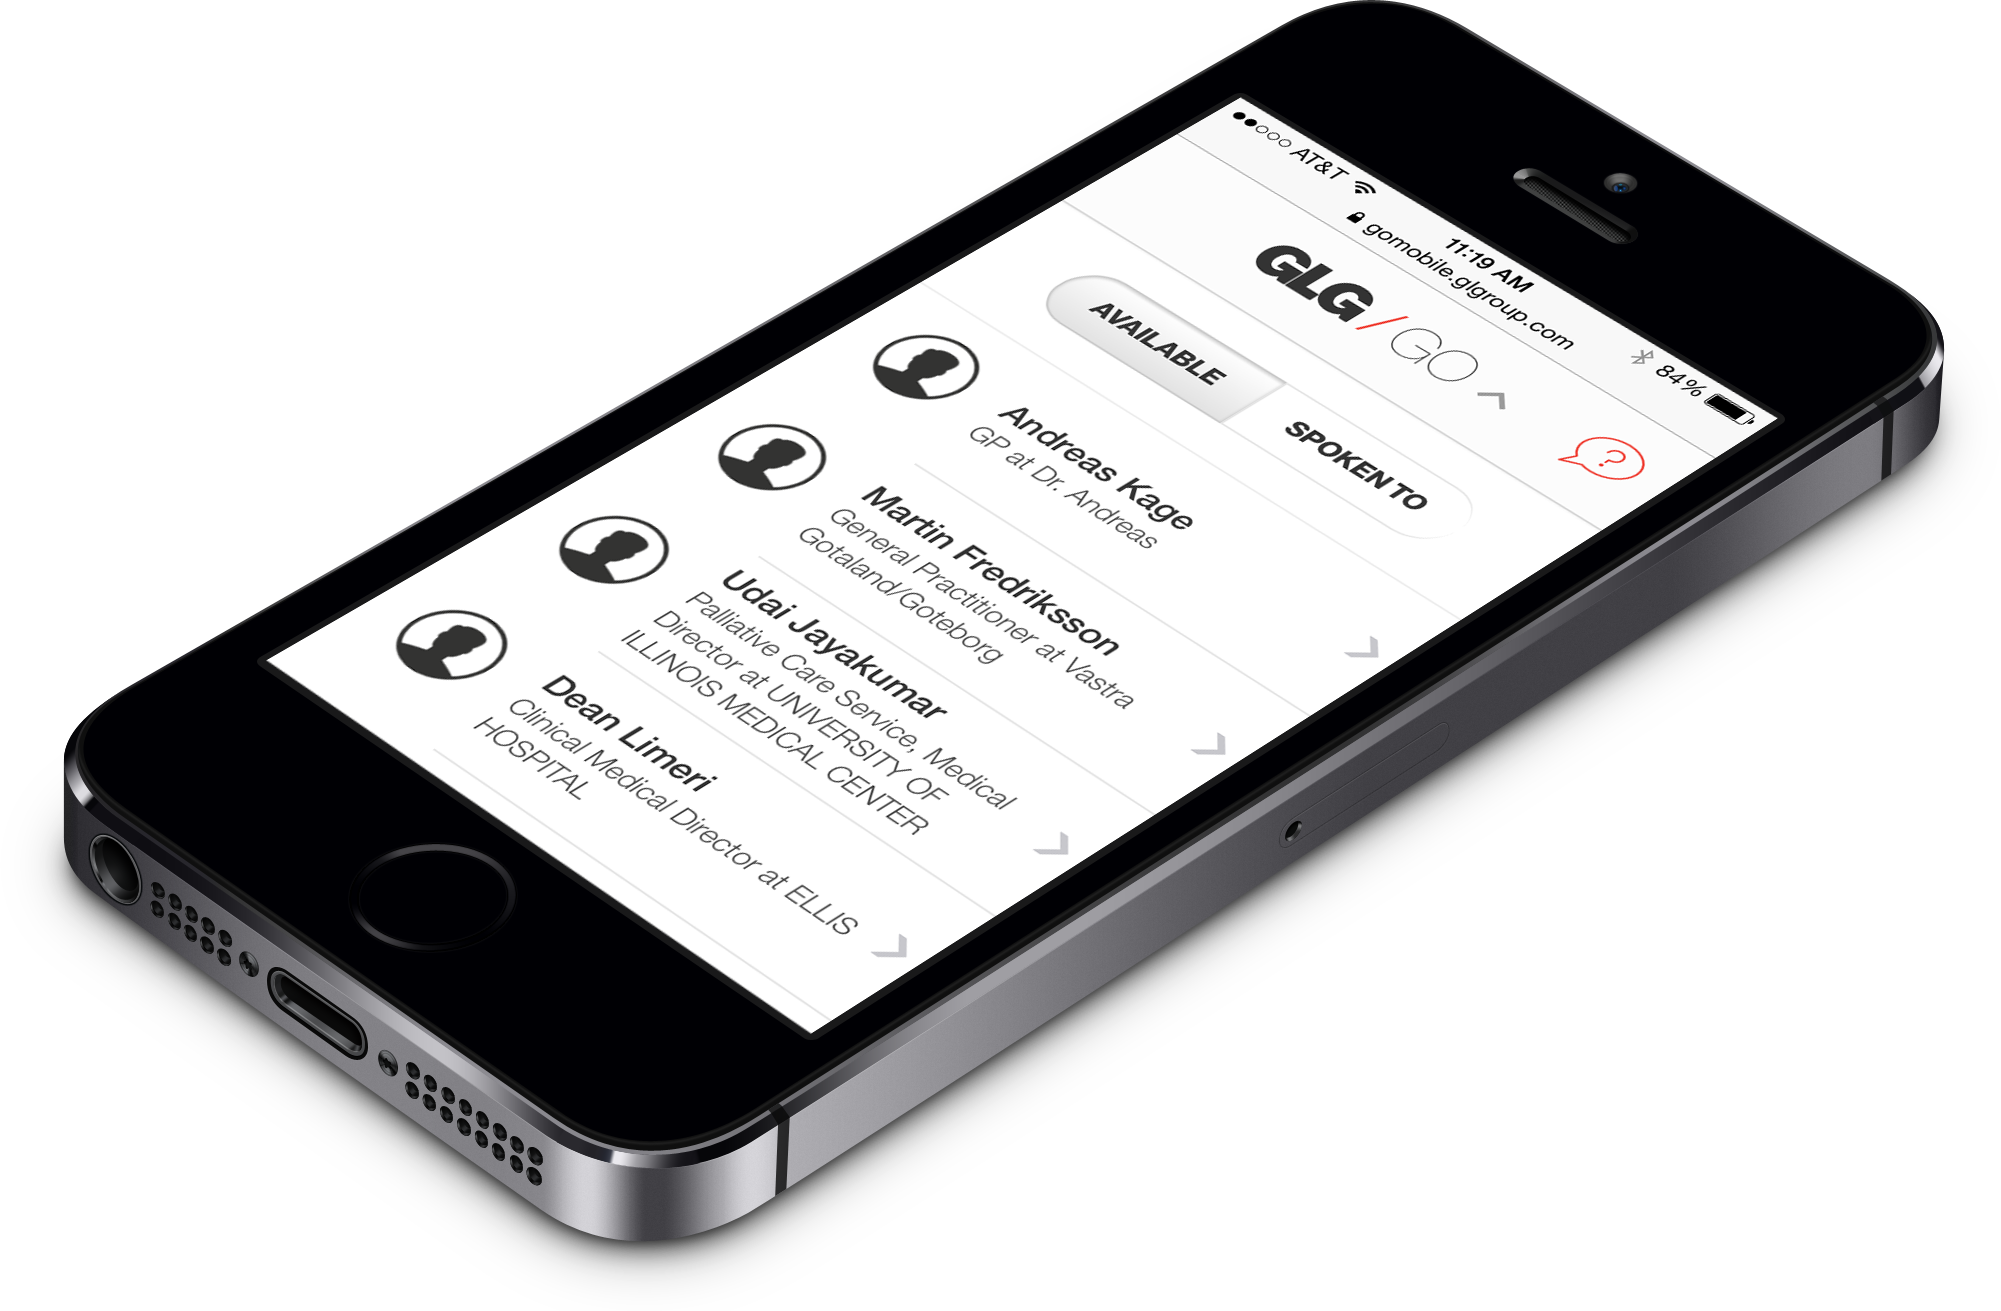 AT&T 11:19 AM 84%
gomobile.glgroup.com
GLG/GO
?
AVAILABLE SPOKEN TO
Andreas Kage
GP at Dr. Andreas
Martin Fredriksson
General Practitioner at Vastra
Gotaland/Goteborg
Udai Jayakumar
Palliative Care Service, Medical
Director at UNIVERSITY OF
ILLINOIS MEDICAL CENTER
Dean Limeri
Clinical Medical Director at ELLIS
HOSPITAL